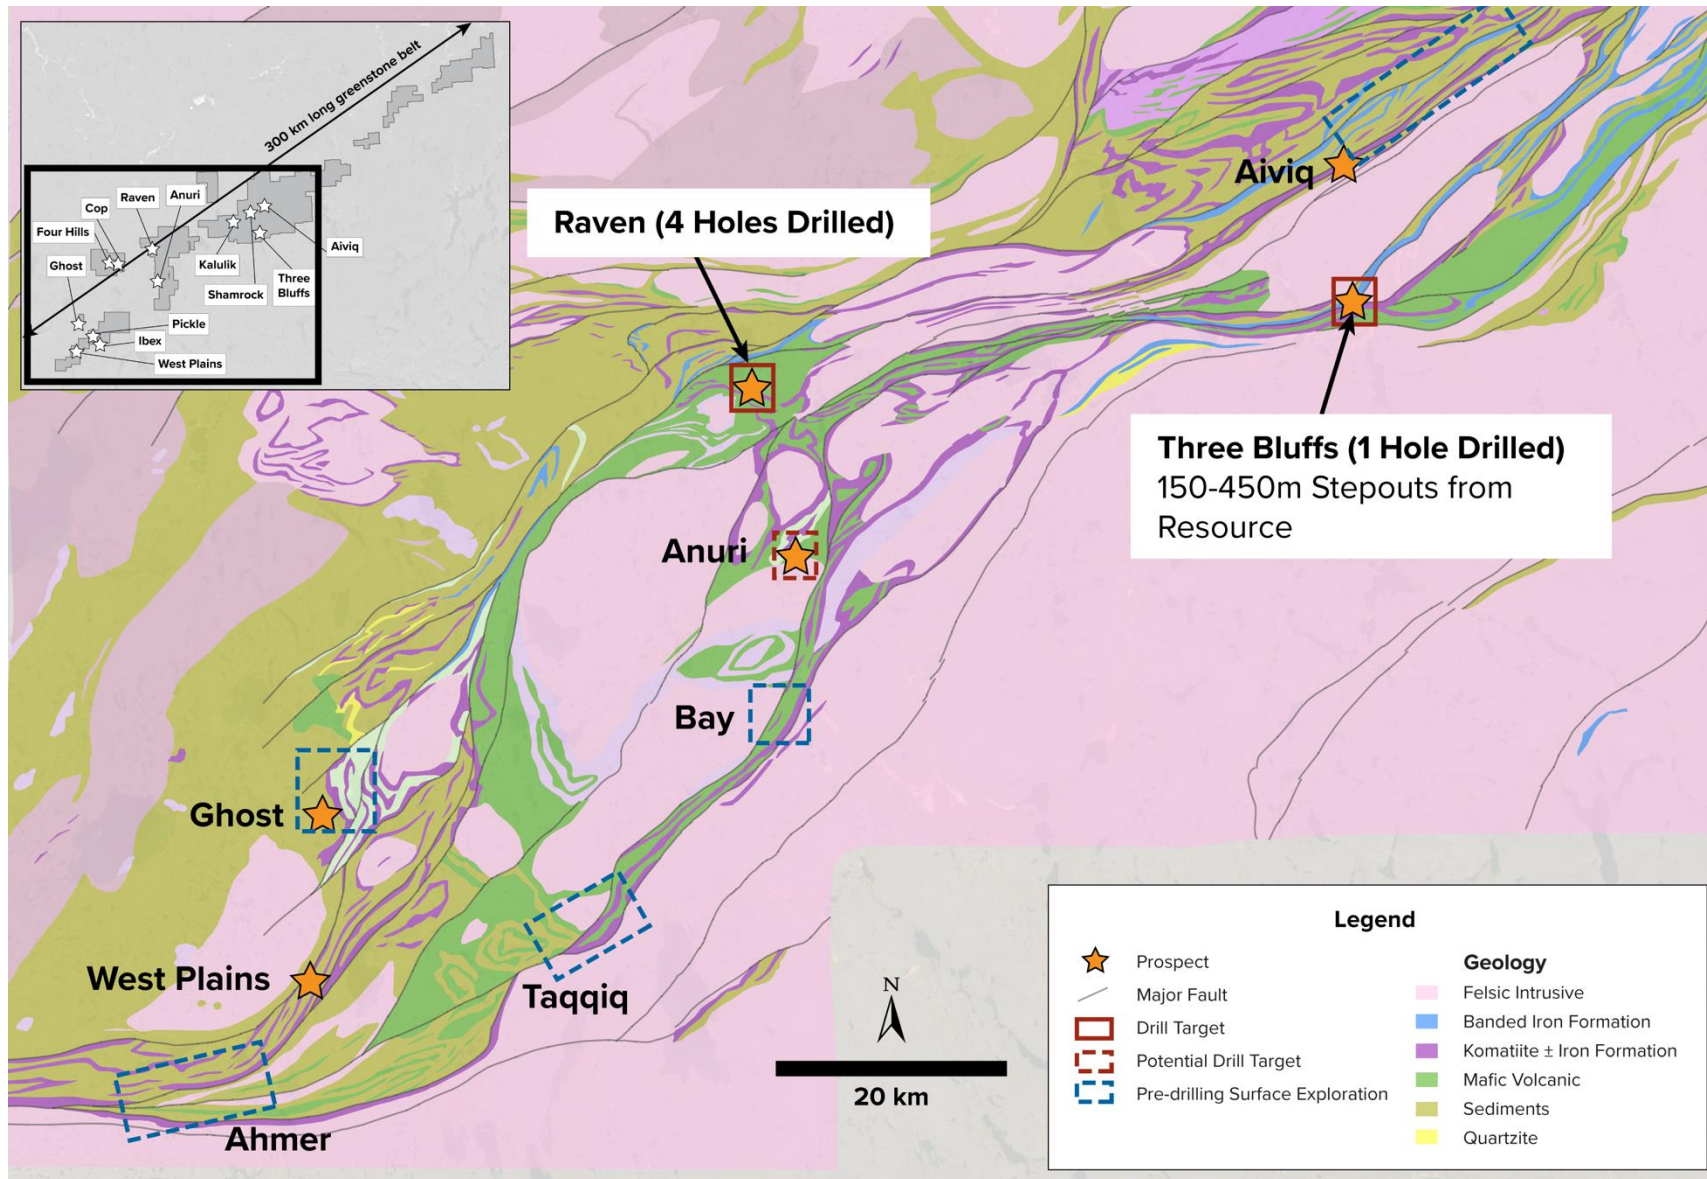 300 km long greenstone belt
Raven
Anuri
Cop
Four Hills
Ghost
Kalulik
Aiviq
Shamrock
Three
Bluffs
Pickle
Ibex
West Plains
Aiviq
Raven (4 Holes Drilled)
Three Bluffs (1 Hole Drilled)
150-450m Stepouts from
Resource
Anuri
Bay
Ghost
West Plains
Taqqiq
Ahmer
N
20 km
Legend
Prospect
Major Fault
Drill Target
Potential Drill Target
Pre-drilling Surface Exploration
Geology
Felsic Intrusive
Banded Iron Formation
Komatiite ± Iron Formation
Mafic Volcanic
Sediments
Quartzite